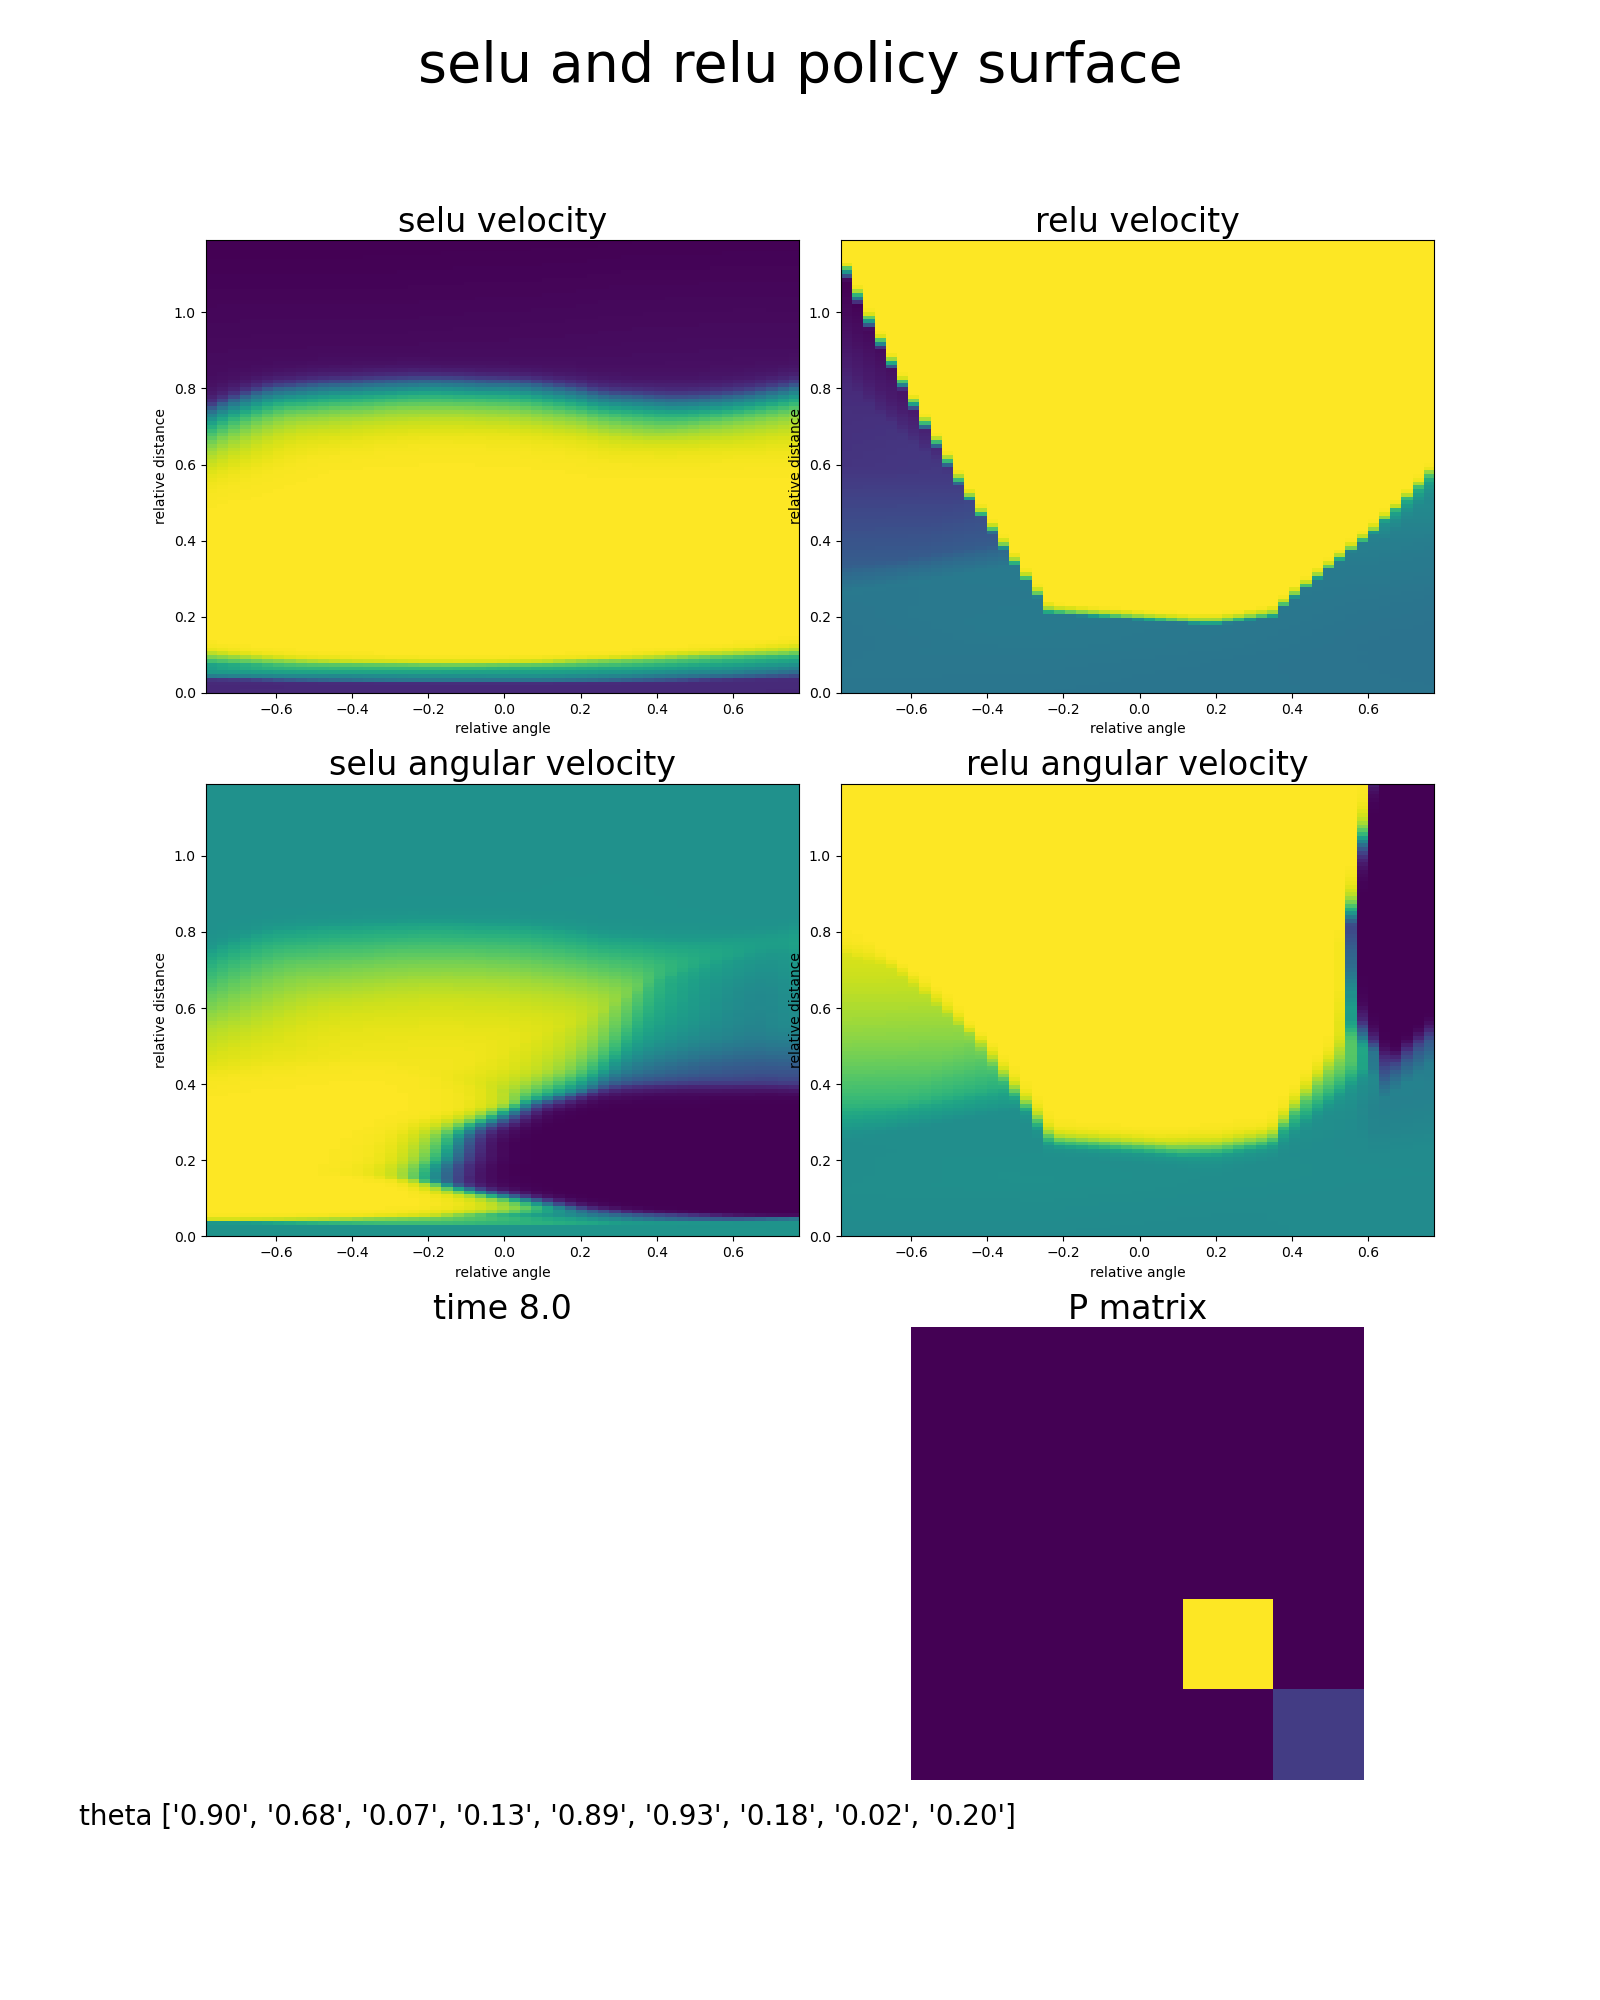 selu and relu policy surface
selu velocity
relu velocity
1.0
0.8
0.6
0.4
0.2
0.0
relative distance
−0.6 −0.4 −0.2 0.0 0.2 0.4 0.6
relative angle
1.0
0.8
0.6
0.4
0.2
0.0
relative distance
−0.6 −0.4 −0.2 0.0 0.2 0.4 0.6
relative angle
selu angular velocity
relu angular velocity
1.0
0.8
0.6
0.4
0.2
0.0
relative distance
−0.6 −0.4 −0.2 0.0 0.2 0.4 0.6
relative angle
1.0
0.8
0.6
0.4
0.2
0.0
relative distance
−0.6 −0.4 −0.2 0.0 0.2 0.4 0.6
relative angle
time 8.0
P matrix
theta ['0.90', '0.68', '0.07', '0.13', '0.89', '0.93', '0.18', '0.02', '0.20']